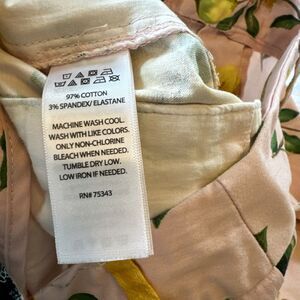 97% COTTON
3% SPANDEX/ ELASTANE
MACHINE WASH COOL.
WASH WITH LIKE COLORS.
ONLY NON-CHLORINE
BLEACH WHEN NEEDED.
TUMBLE DRY LOW.
LOW IRON IF NEEDED.
RN# 75343